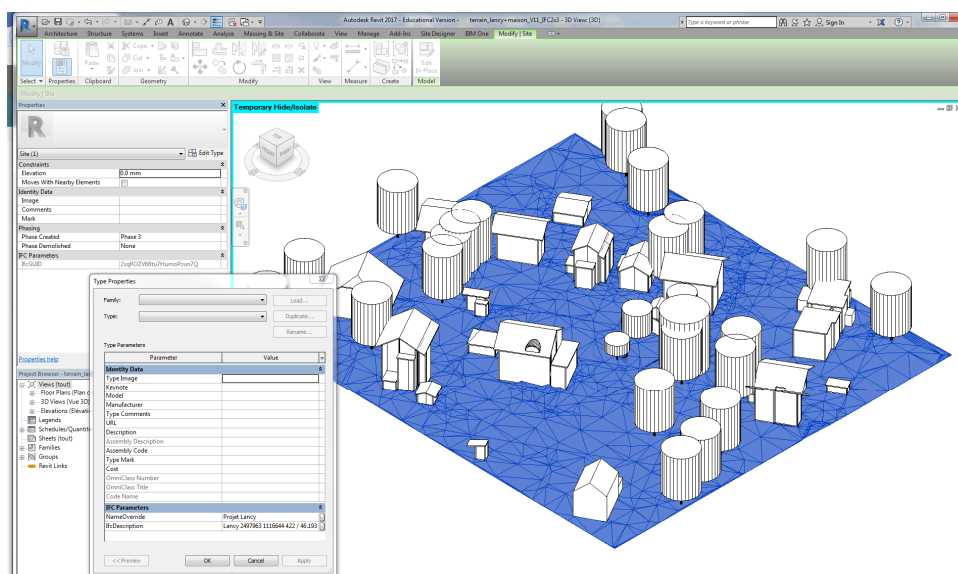 Autodesk Revit 2017 - Educational Version - terrain_lancy+maison_V11_IFC2x3 - 3D View: {3D}
Type a keyword or phrase
Sign In
Architecture Structure Systems Insert Annotate Analyze Massing & Site Collaborate View Manage Add-Ins Site Designer BIM One Modify | Site
Modify Paste Cope Cut Join Edit In-Place
Select Properties Clipboard Geometry Modify View Measure Create Model
Modify | Site
Properties
Temporary Hide/Isolate
Site (1) Edit Type
Constraints
Elevation 0.0 mm
Moves With Nearby Elements
Identity Data
Image
Comments
Mark
Phasing
Phase Created Phase 3
Phase Demolished None
IFC Parameters
IfcGUID
TOP
Type Properties
Family: Load...
Type: Duplicate...
Rename...
Type Parameters
Parameter Value
Identity Data
Type Image
Keynote
Model
Manufacturer
Type Comments
URL
Description
Assembly Description
Assembly Code
Type Mark
Cost
OmniClass Number
OmniClass Title
Code Name
IFC Parameters
NameOverride Projet Lancy
IfcDescription Lancy 2497963 1116644 422 / 46.193
<< Preview OK Cancel Apply
Properties help
Project Browser - terrain_lan
Views (tout)
Floor Plans (Plan d
3D Views (Vue 3D)
Elevations (Elévati
Legends
Schedules/Quantiti
Sheets (tout)
Families
Groups
Revit Links